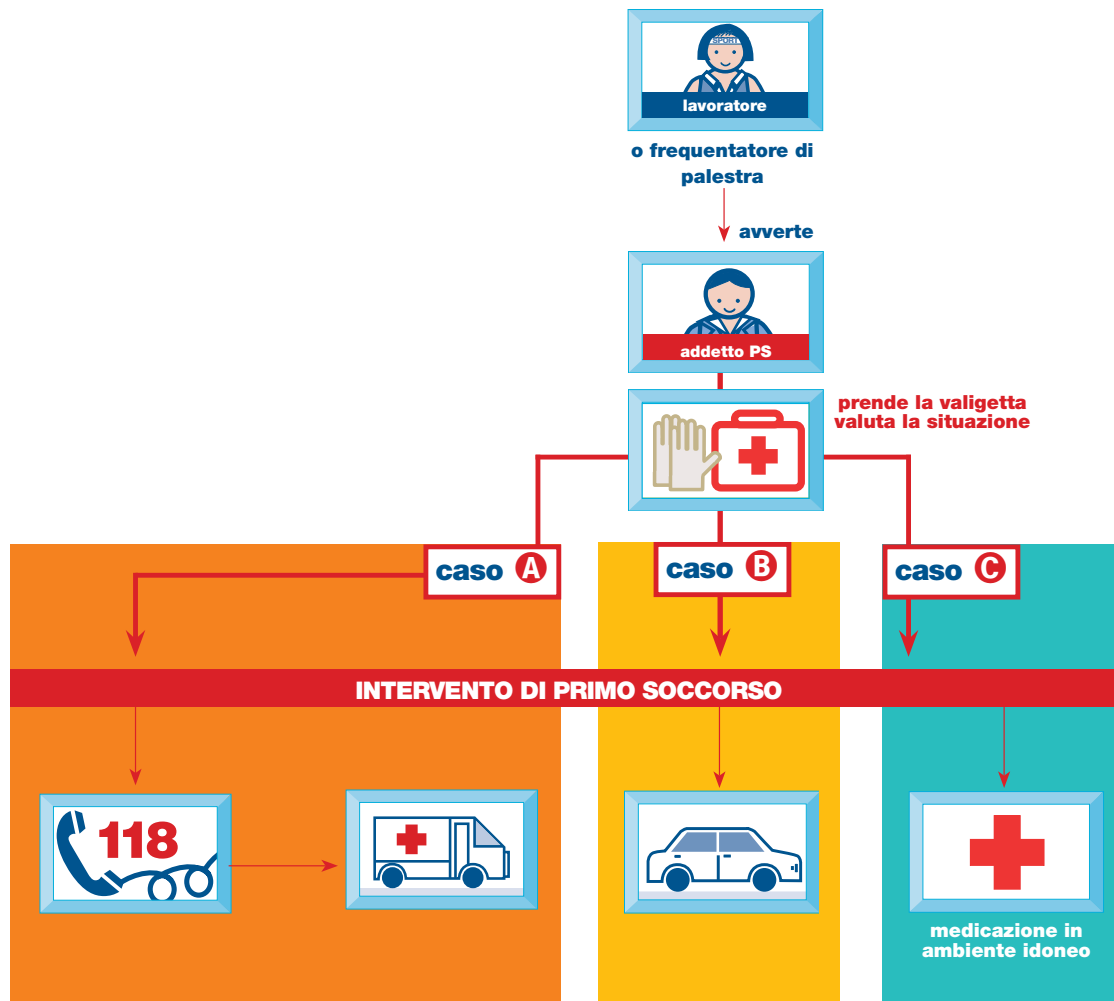 SPORT
lavoratore
o frequentatore di
palestra
avverte
addetto PS
prende la valigetta
valuta la situazione
caso A
caso B
caso C
INTERVENTO DI PRIMO SOCCORSO
118
medicazione in
ambiente idoneo